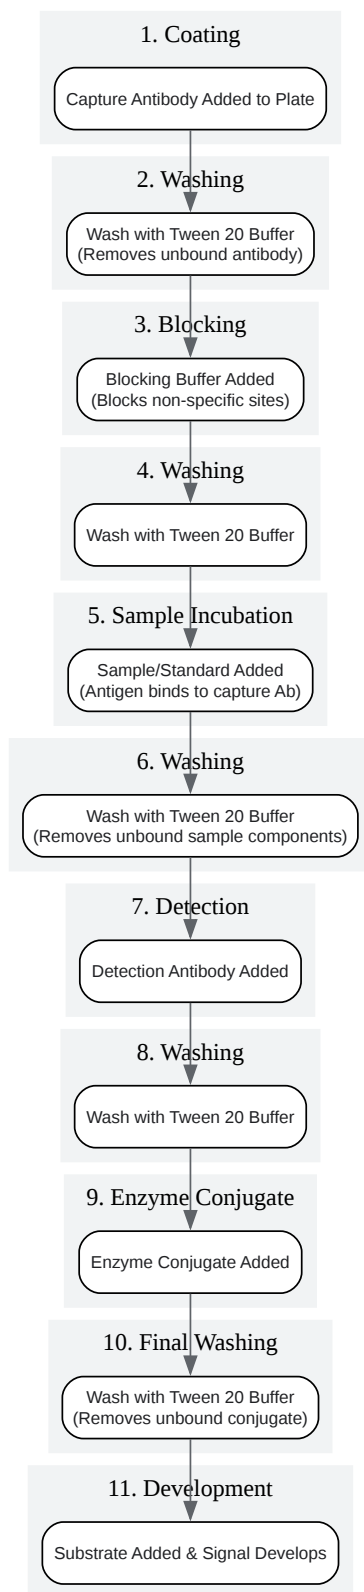 1. Coating
Capture Antibody Added to Plate
2. Washing
Wash with Tween 20 Buffer
(Removes unbound antibody)
3. Blocking
Blocking Buffer Added
(Blocks non-specific sites)
4. Washing
Wash with Tween 20 Buffer
5. Sample Incubation
Sample/Standard Added
(Antigen binds to capture Ab)
6. Washing
Wash with Tween 20 Buffer
(Removes unbound sample components)
7. Detection
Detection Antibody Added
8. Washing
Wash with Tween 20 Buffer
9. Enzyme Conjugate
Enzyme Conjugate Added
10. Final Washing
Wash with Tween 20 Buffer
(Removes unbound conjugate)
11. Development
Substrate Added & Signal Develops